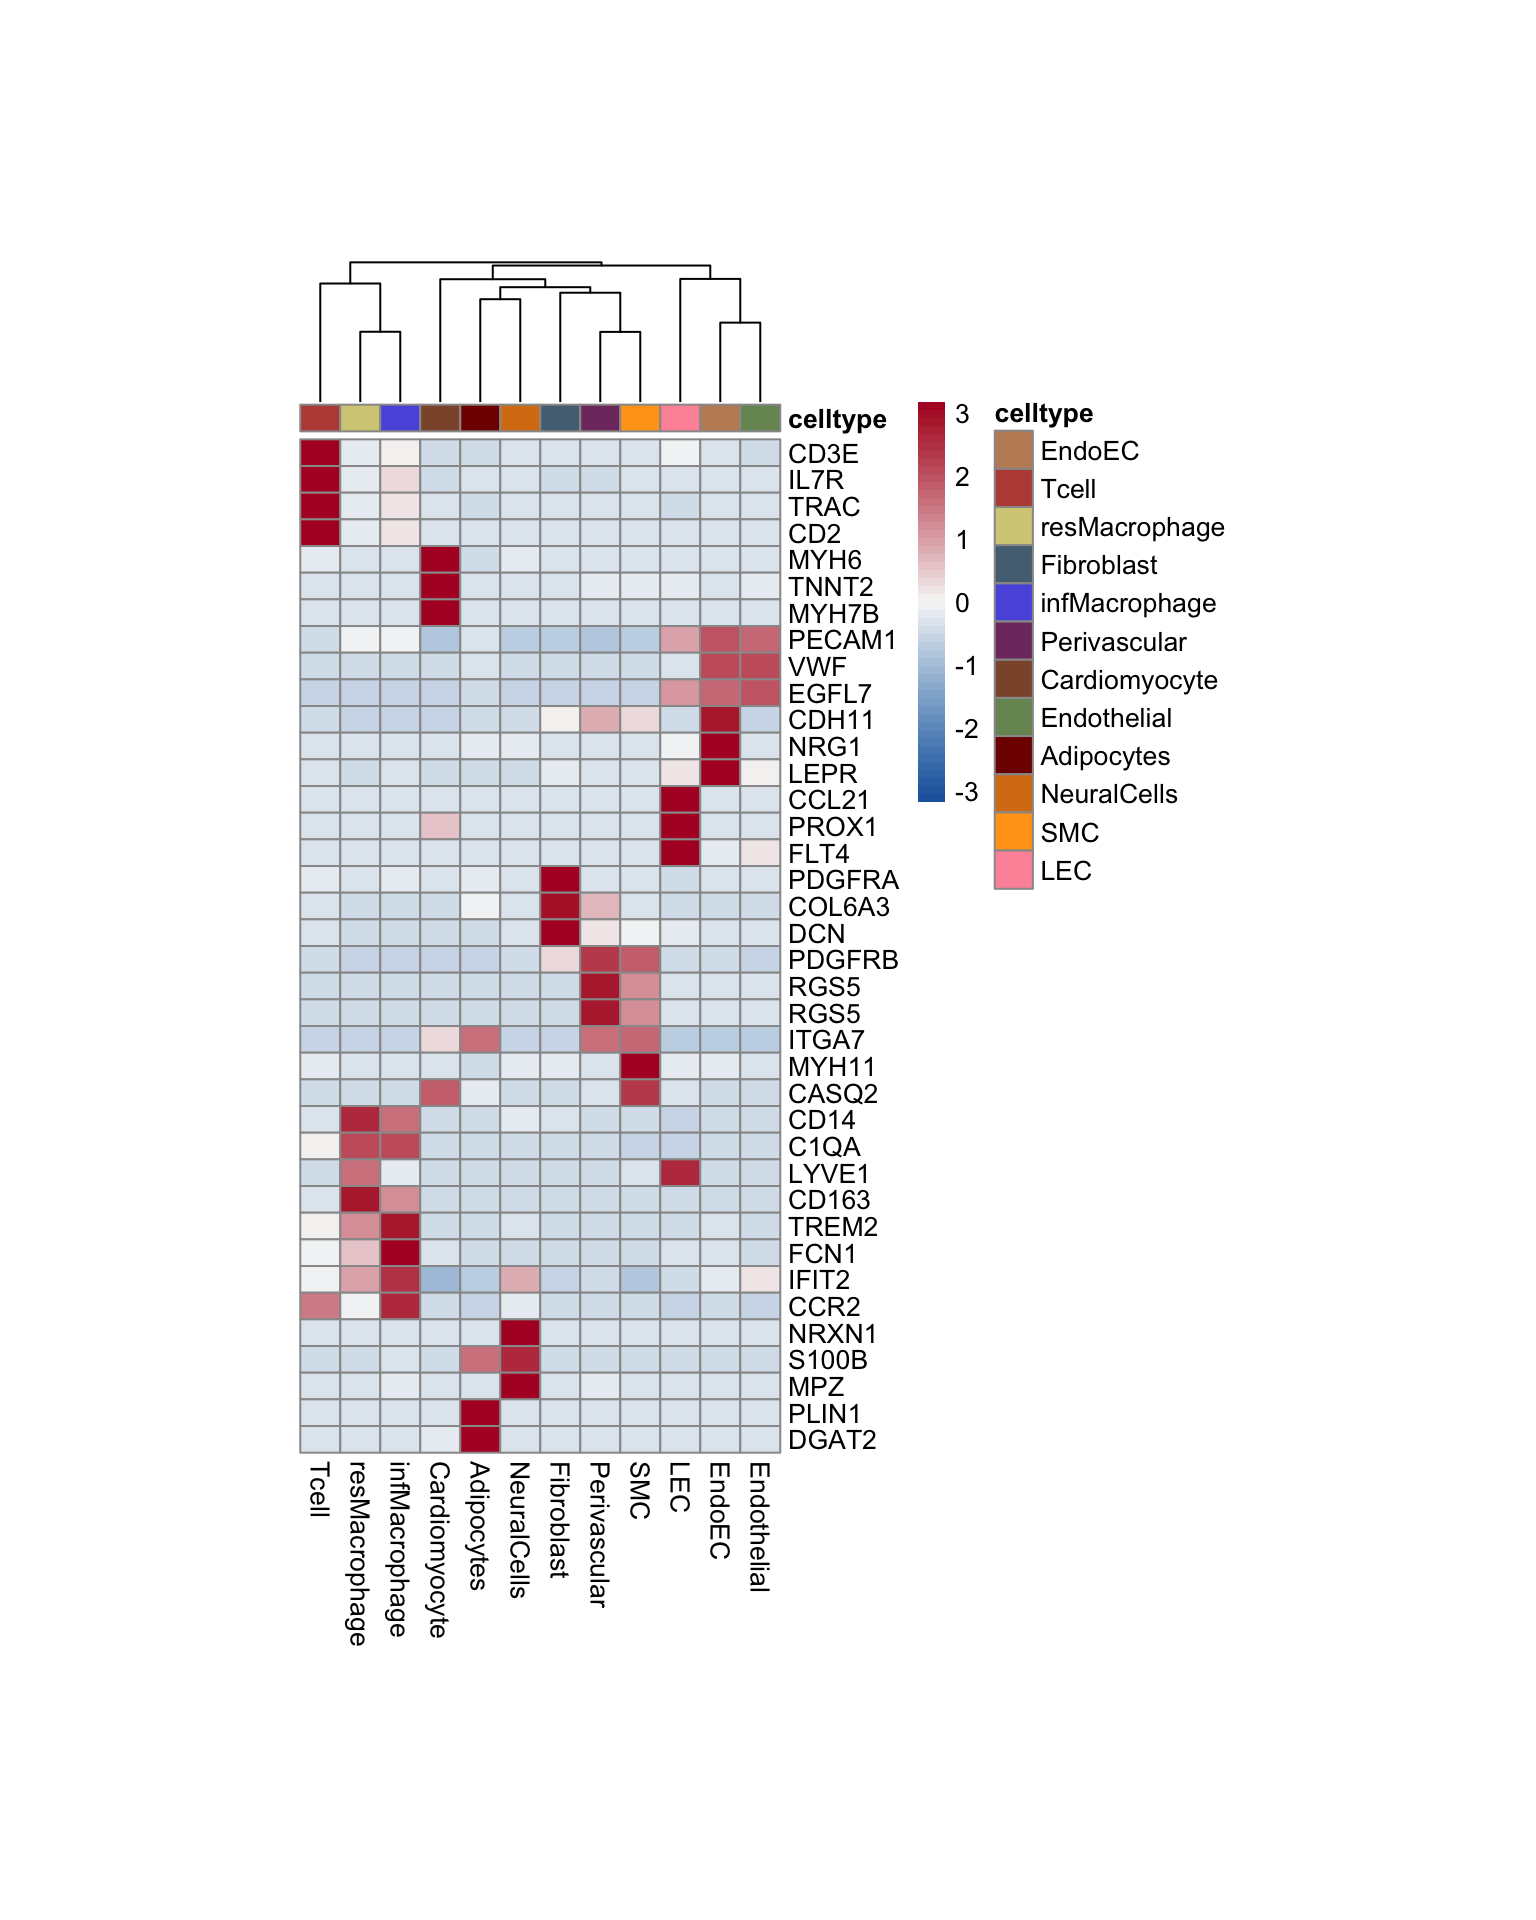 celltype
CD3E
IL7R
TRAC
CD2
MYH6
TNNT2
MYH7B
PECAM1
VWF
EGFL7
CDH11
NRG1
LEPR
CCL21
PROX1
FLT4
PDGFRA
COL6A3
DCN
PDGFRB
RGS5
RGS5
ITGA7
MYH11
CASQ2
CD14
C1QA
LYVE1
CD163
TREM2
FCN1
IFIT2
CCR2
NRXN1
S100B
MPZ
PLIN1
DGAT2
Tcell
resMacrophage
infMacrophage
Cardiomyocyte
Adipocytes
NeuralCells
Fibroblast
Perivascular
SMC
LEC
EndoEC
Endothelial
3
2
1
0
-1
-2
-3
celltype
EndoEC
Tcell
resMacrophage
Fibroblast
infMacrophage
Perivascular
Cardiomyocyte
Endothelial
Adipocytes
NeuralCells
SMC
LEC